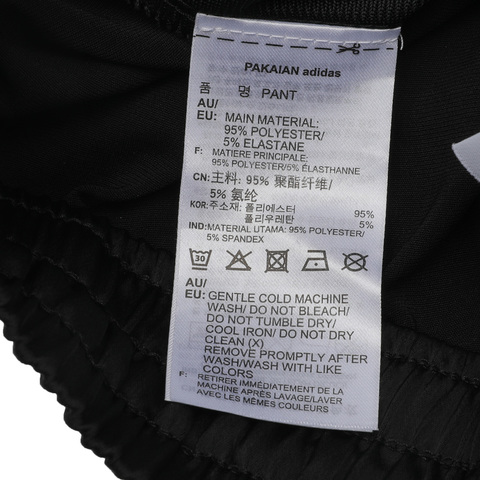 PAKAIAN adidas
품 명 PANT
AU/
EU: MAIN MATERIAL:
95% POLYESTER/
5% ELASTANE
F: MATIERE PRINCIPALE:
95% POLYESTER/5% ÉLASTHANNE
CN: 主料: 95% 聚酯纤维/
5% 氨纶
KOR: 주소재: 폴리에스터 95%
폴리우레탄 5%
IND: MATERIAL UTAMA: 95% POLYESTER/
5% SPANDEX
30
AU/
EU: GENTLE COLD MACHINE
WASH/ DO NOT BLEACH/
DO NOT TUMBLE DRY/
COOL IRON/ DO NOT DRY
CLEAN (X)
REMOVE PROMPTLY AFTER
WASH/WASH WITH LIKE
COLORS
F: RETIRER IMMÉDIATEMENT DE LA
MACHINE APRÈS LAVAGE/LAVER
AVEC LES MÊMES COULEURS